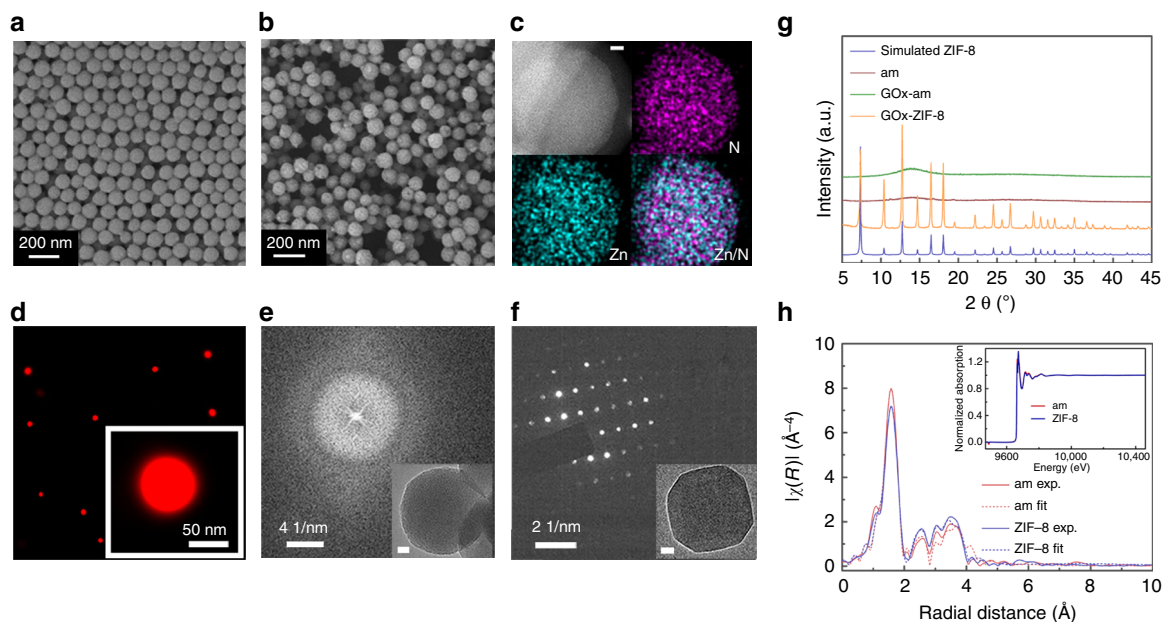 a
b
c
200 nm
200 nm
N
Zn
Zn/N
d
e
f
50 nm
4 1/nm
2 1/nm
g
Simulated ZIF-8
am
GOx-am
GOx-ZIF-8
Intensity (a.u.)
5 10 15 20 25 30 35 40 45
2 θ (°)
h
10
8
6
4
2
0
|χ(R)| (Å–4)
0 2 4 6 8 10
Radial distance (Å)
Normalized absorption
1.2
0.8
0.4
0.0
am
ZIF-8
9600 10,000 10,400
Energy (eV)
am exp.
am fit
ZIF–8 exp.
ZIF–8 fit